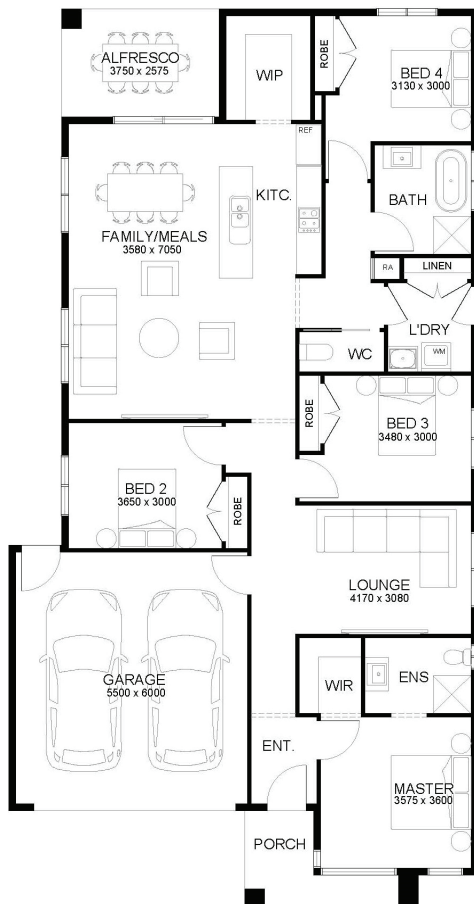 ALFRESCO
3750 x 2575
WIP
ROBE
BED 4
3130 x 3000
REF
KITC.
BATH
FAMILY/MEALS
3580 x 7050
RA
LINEN
L'DRY
WM
WC
ROBE
BED 3
3480 x 3000
BED 2
3650 x 3000
ROBE
LOUNGE
4170 x 3080
GARAGE
5500 x 6000
WIR
ENS
ENT.
MASTER
3575 x 3600
PORCH